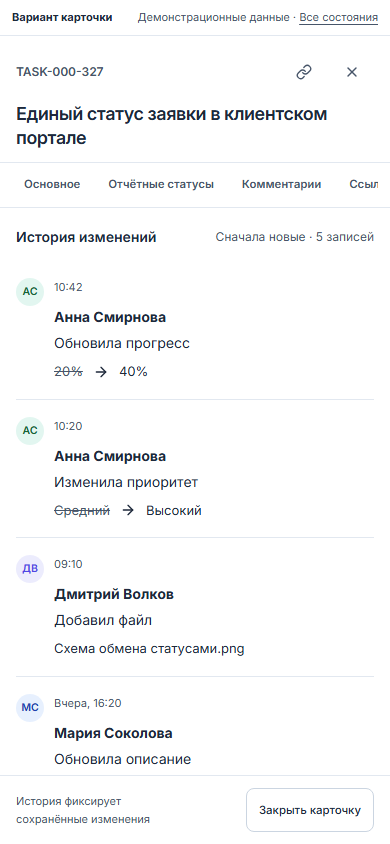 Вариант карточки
Демонстрационные данные · Все состояния
TASK-000-327
Единый статус заявки в клиентском
портале
Основное Отчётные статусы Комментарии Ссыл
История изменений
Сначала новые · 5 записей
АС
10:42
Анна Смирнова
Обновила прогресс
20% → 40%
АС
10:20
Анна Смирнова
Изменила приоритет
Средний → Высокий
ДВ
09:10
Дмитрий Волков
Добавил файл
Схема обмена статусами.png
МС
Вчера, 16:20
Мария Соколова
Обновила описание
История фиксирует
сохранённые изменения
Закрыть карточку